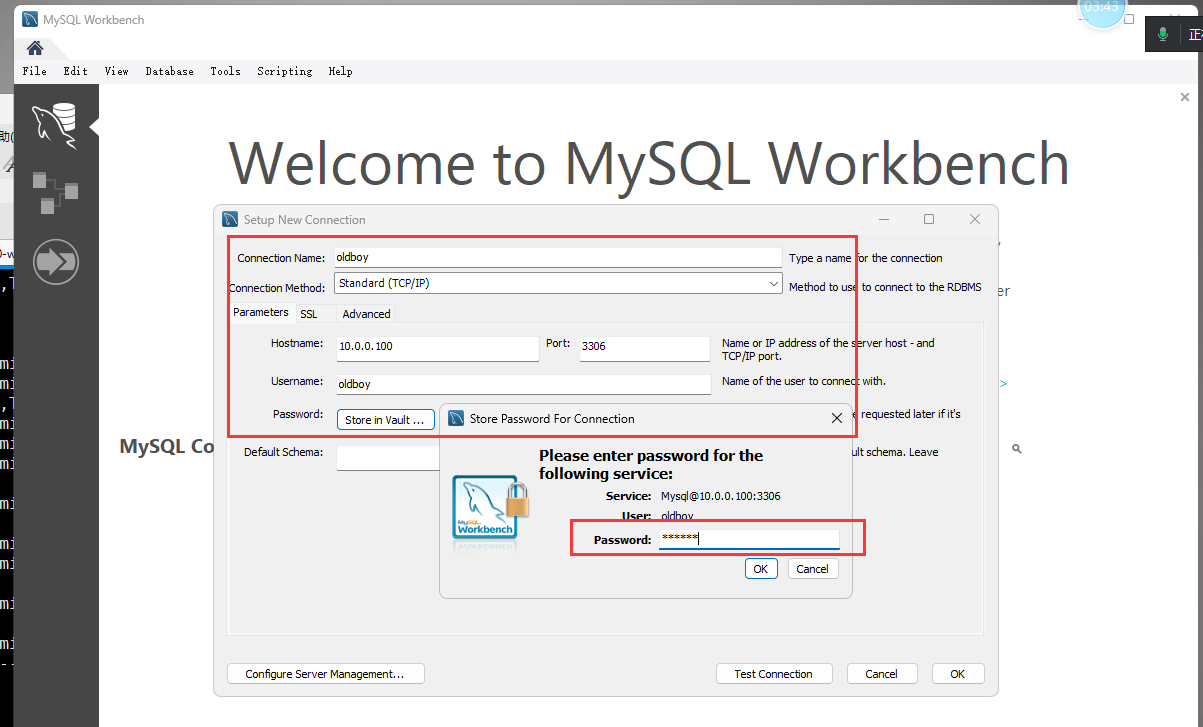 03:43
MySQL Workbench
正
File Edit View Database Tools Scripting Help
助(
Welcome to MySQL Workbench
Setup New Connection
Connection Name: oldboy Type a name for the connection
Connection Method: Standard (TCP/IP) Method to use to connect to the RDBMS
er
Parameters SSL Advanced
Hostname: 10.0.0.100 Port: 3306 Name or IP address of the server host - and
TCP/IP port.
Username: oldboy Name of the user to connect with.
>
Password: Store in Vault ... Store Password For Connection e requested later if it's
MySQL Co
Default Schema: ult schema. Leave
Please enter password for the
following service:
Service: Mysql@10.0.0.100:3306
User: oldboy
MySQL
Workbench
Password: ******
OK Cancel
Configure Server Management... Test Connection Cancel OK